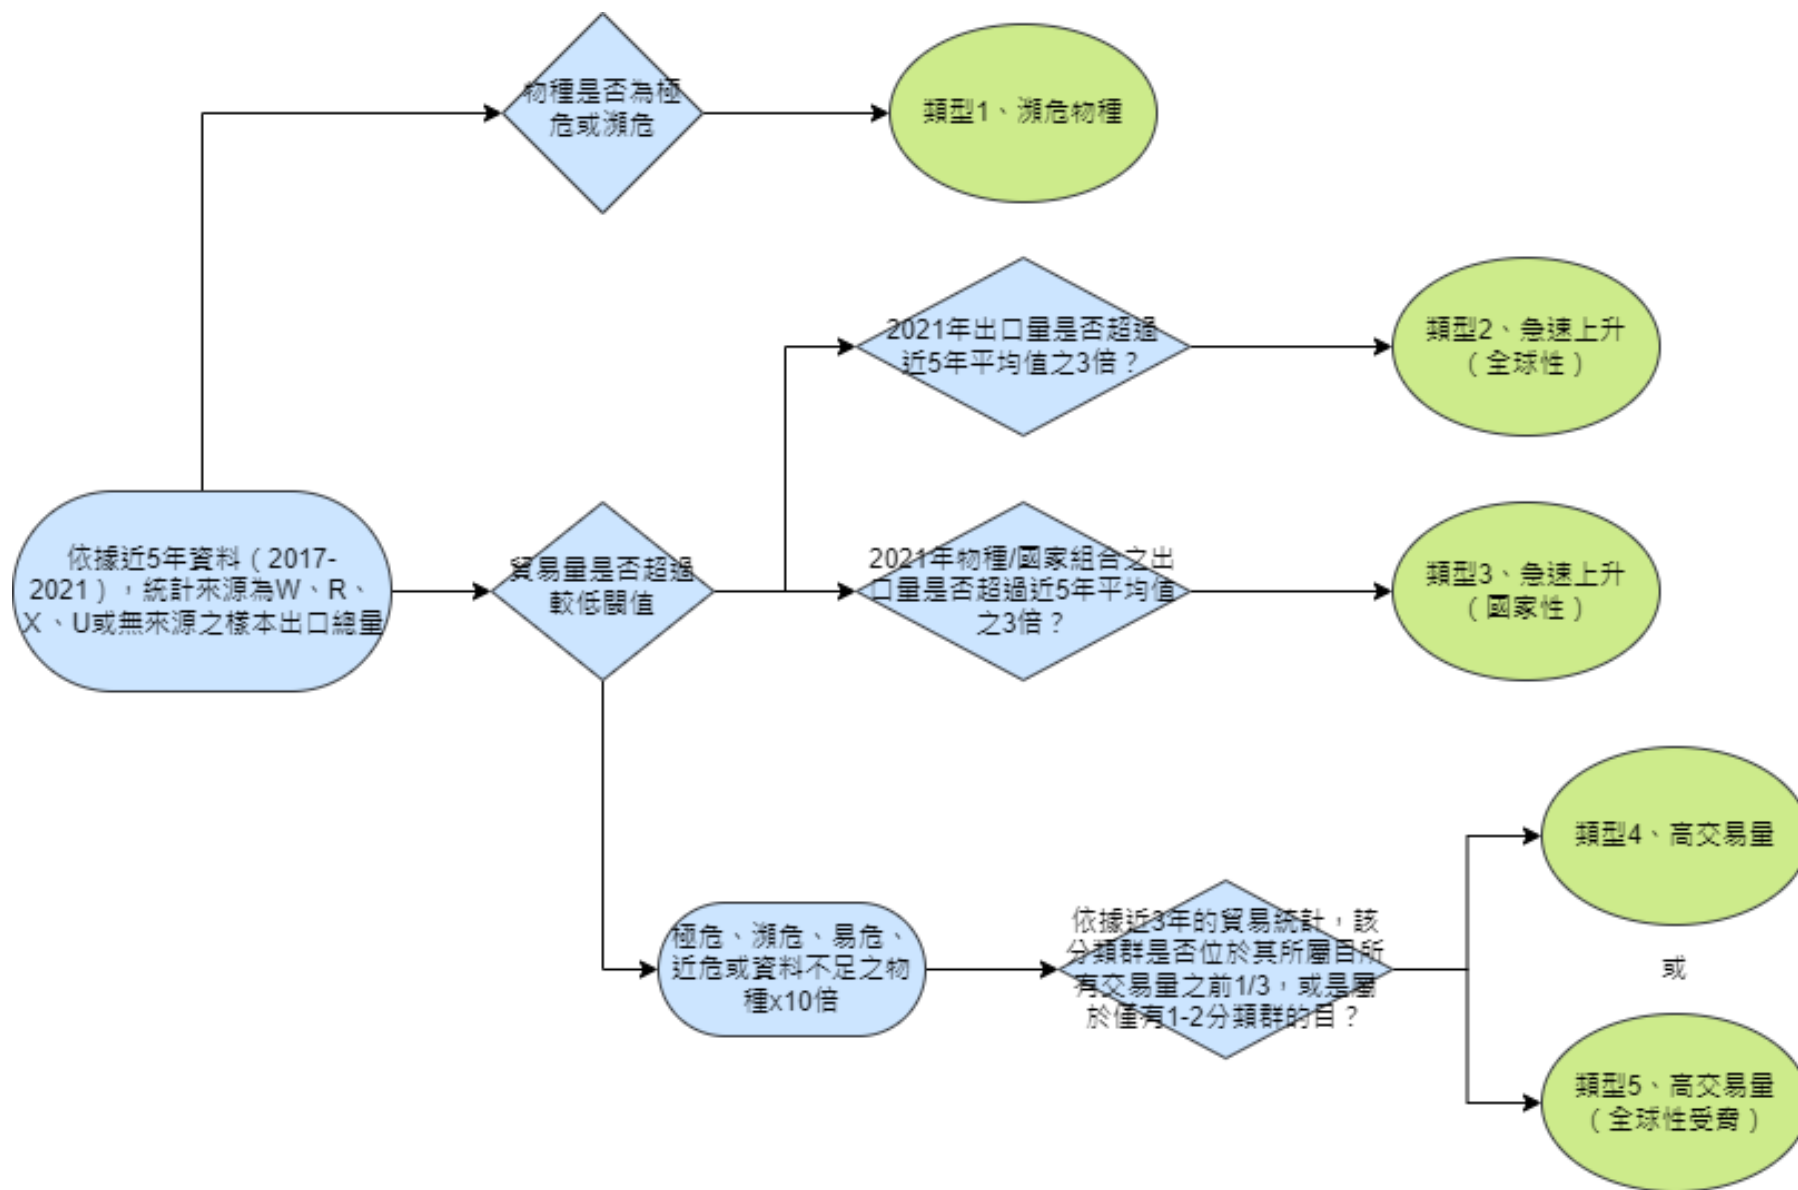 物種是否為極
危或瀕危
類型1、瀕危物種
2021年出口量是否超過
近5年平均值之3倍？
類型2、急速上升
（全球性）
依據近5年資料（2017-
2021），統計來源為W、R、
X、U或無來源之樣本出口總量
貿易量是否超過
較低閾值
2021年物種/國家組合之出
口量是否超過近5年平均值
之3倍？
類型3、急速上升
（國家性）
極危、瀕危、易危、
近危或資料不足之物
種x10倍
依據近3年的貿易統計，該
分類群是否位於其所屬目所
有交易量之前1/3，或是屬
於僅有1-2分類群的目？
類型4、高交易量
或
類型5、高交易量
（全球性受脅）